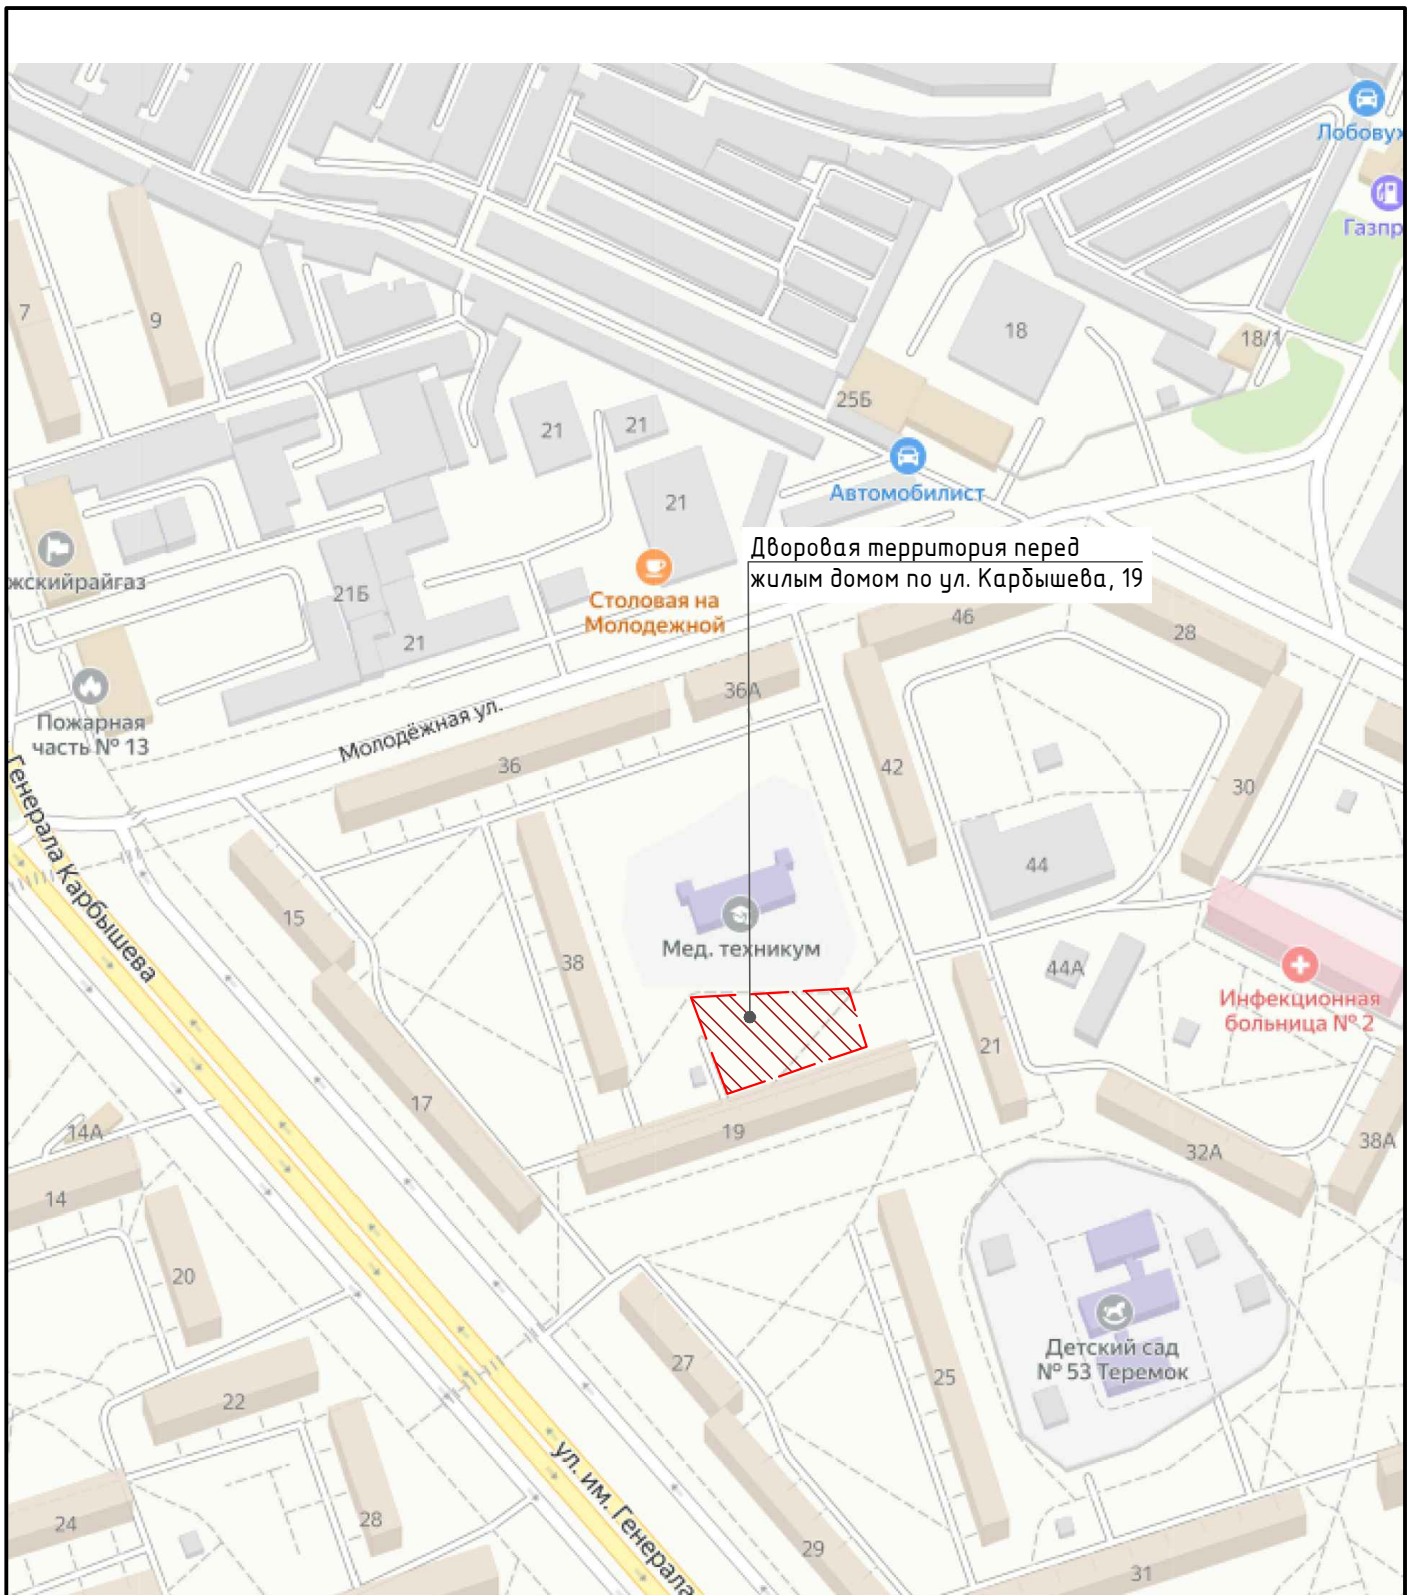 Лобовух
Газпр
7
9
18
18/1
25Б
21
21
21
Автомобилист
Дворовая территория перед
жилым домом по ул. Карбышева, 19
жскийрайгаз
21Б
21
Столовая на
Молодежной
46
28
Пожарная
часть № 13
Молодёжная ул.
36А
36
42
30
Генерала Карбышева
15
38
44
Мед. техникум
44А
Инфекционная
больница № 2
21
17
19
14А
14
32А
38А
20
27
25
Детский сад
№ 53 Теремок
22
24
28
ул. им. Генерала
29
31